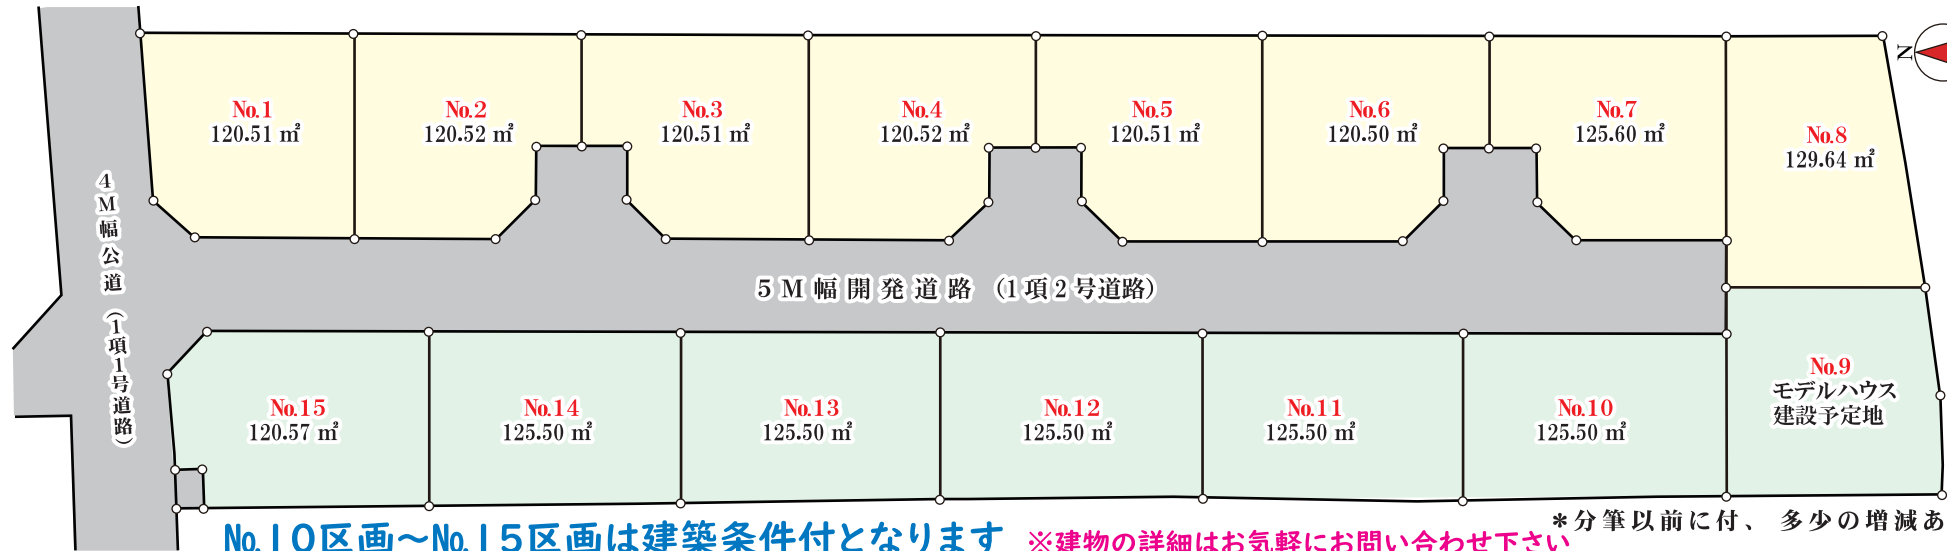 N
No.1
120.51 ㎡
No.2
120.52 ㎡
No.3
120.51 ㎡
No.4
120.52 ㎡
No.5
120.51 ㎡
No.6
120.50 ㎡
No.7
125.60 ㎡
No.8
129.64 ㎡
4M幅公道（1項1号道路）
5M幅開発道路（1項2号道路）
No.9
モデルハウス
建設予定地
No.15
120.57 ㎡
No.14
125.50 ㎡
No.13
125.50 ㎡
No.12
125.50 ㎡
No.11
125.50 ㎡
No.10
125.50 ㎡
＊分筆以前に付、多少の増減あ
No.10区画～No.15区画は建築条件付となります
※建物の詳細はお気軽にお問い合わせ下さい